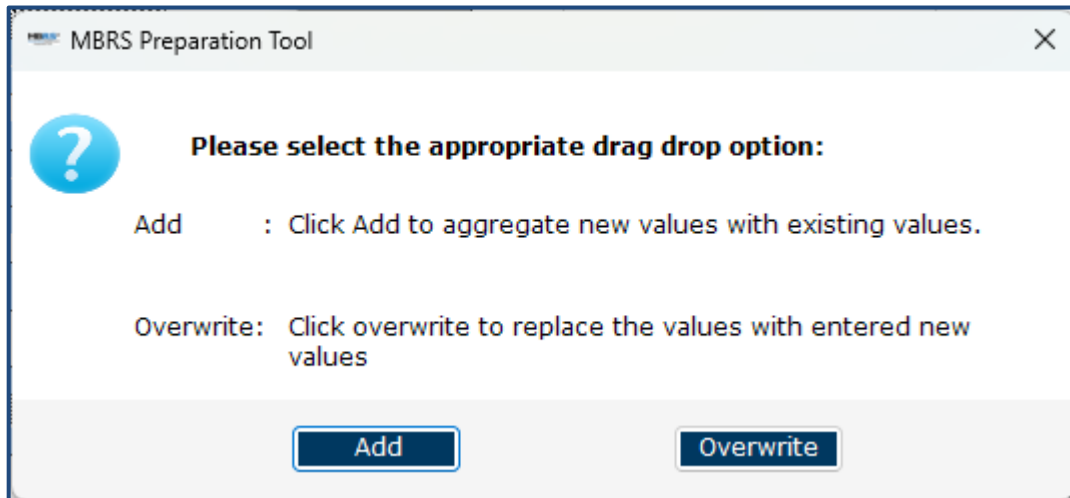 MBRS Preparation Tool
Please select the appropriate drag drop option:
Add : Click Add to aggregate new values with existing values.
Overwrite: Click overwrite to replace the values with entered new
values
Add
Overwrite